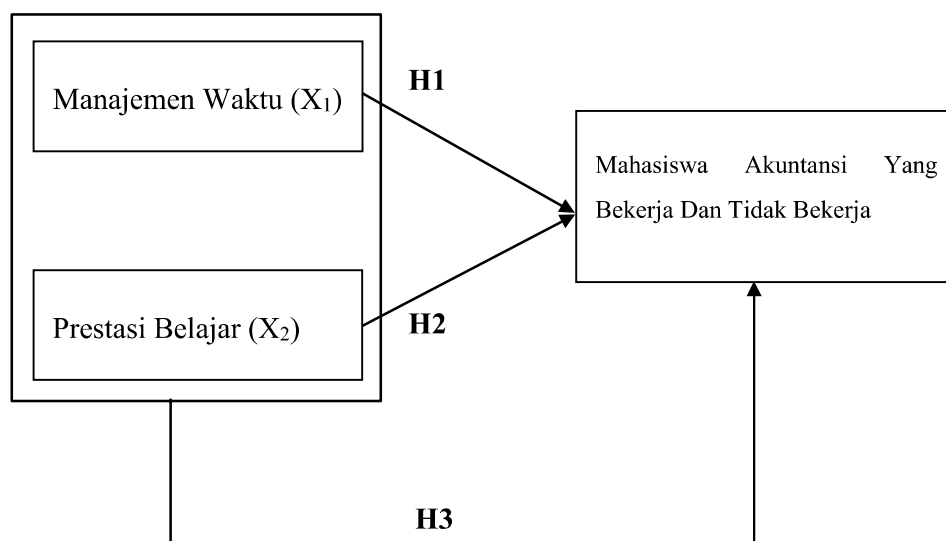 Manajemen Waktu (X₁)
H1
Mahasiswa Akuntansi Yang
Bekerja Dan Tidak Bekerja
Prestasi Belajar (X₂)
H2
H3